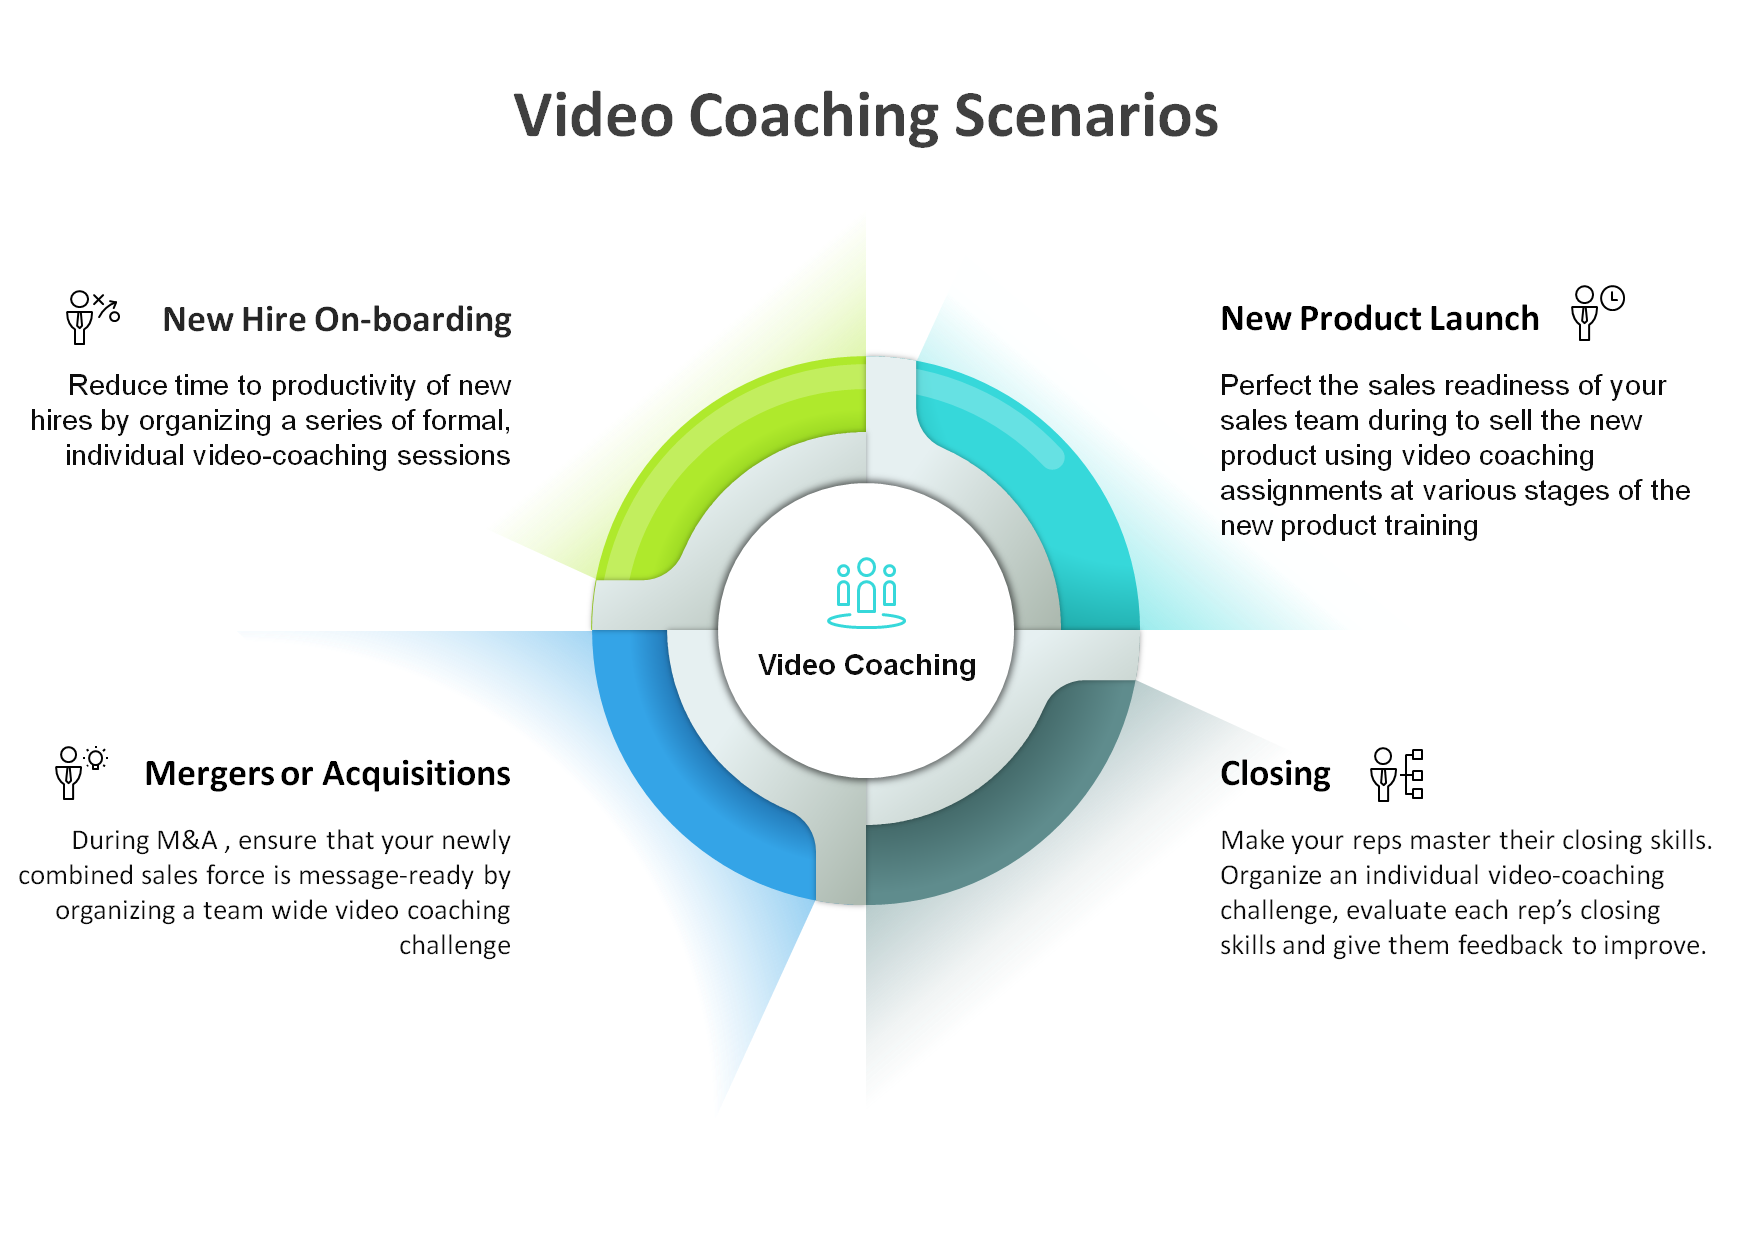 Video Coaching Scenarios
New Hire On-boarding
Reduce time to productivity of new
hires by organizing a series of formal,
individual video-coaching sessions
New Product Launch
Perfect the sales readiness of your
sales team during to sell the new
product using video coaching
assignments at various stages of the
new product training
Video Coaching
Mergers or Acquisitions
During M&A , ensure that your newly
combined sales force is message-ready by
organizing a team wide video coaching
challenge
Closing
Make your reps master their closing skills.
Organize an individual video-coaching
challenge, evaluate each rep’s closing
skills and give them feedback to improve.